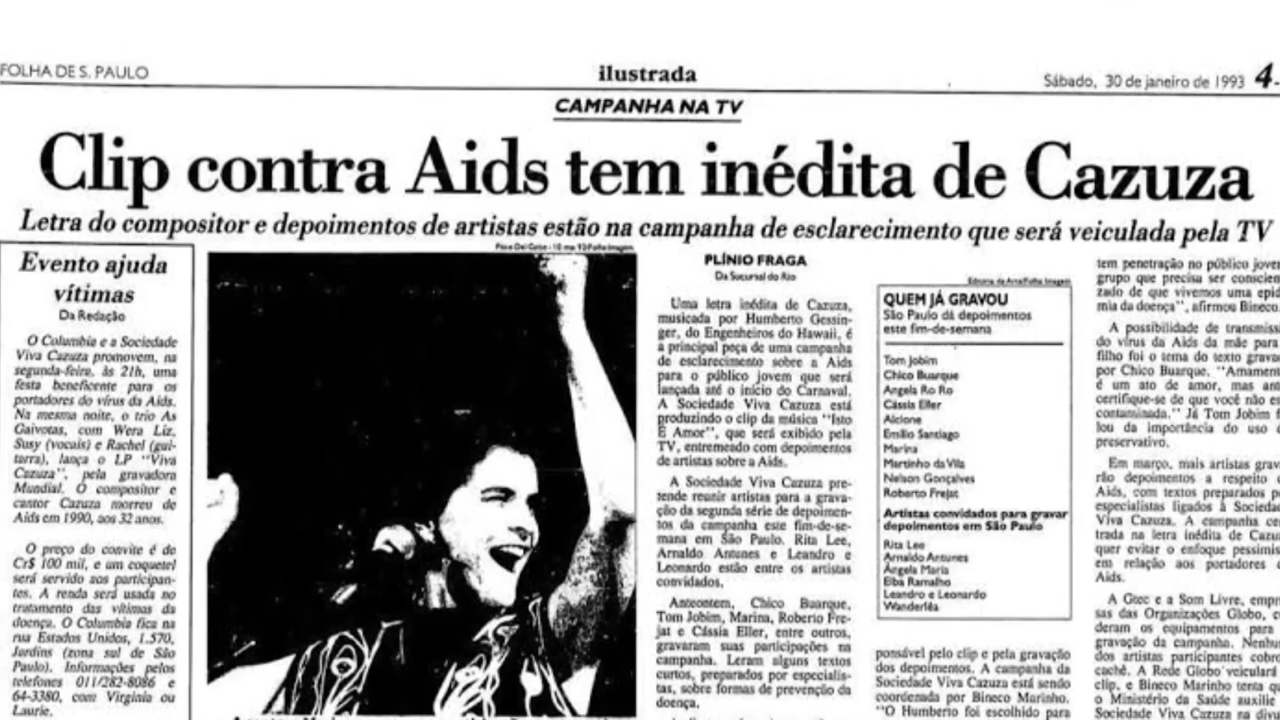 FOLHA DE S. PAULO
ilustrada
Sábado, 30 de janeiro de 1993 4-
CAMPANHA NA TV
Clip contra Aids tem inédita de Cazuza
Letra do compositor e depoimentos de artistas estão na campanha de esclarecimento que será veiculada pela TV
Evento ajuda
vítimas
Da Redação
O Columbia e a Sociedade
Viva Cazuza promovem, na
segunda-feira, às 21h, uma
festa beneficente para os
portadores do vírus da Aids.
Na mesma noite, o trio As
Gaivotas, com Wera Liz,
Susy (vocais) e Rachel (gui-
tarra), lança o LP "Viva
Cazuza", pela gravadora
Mundial. O compositor e
cantor Cazuza morreu de
Aids em 1990, aos 32 anos.
O preço do convite é de
Cr$ 100 mil, e um coquetel
será servido aos participan-
tes. A renda será usada no
tratamento das vítimas da
doença. O Columbia fica na
rua Estados Unidos, 1.570,
Jardins (zona sul de São
Paulo). Informações pelos
telefones 011/282-8086 e
64-3380, com Virginia ou
Laurie.
PLÍNIO FRAGA
Da Sucursal do Rio
Uma letra inédita de Cazuza,
musicada por Humberto Gessin-
ger, do Engenheiros do Hawaii, é
a principal peça de uma campanha
de esclarecimento sobre a Aids
para o público jovem que será
lançada até o início do Carnaval.
A Sociedade Viva Cazuza está
produzindo o clip da música "Isto
É Amor", que será exibido pela
TV, entremeado com depoimentos
de artistas sobre a Aids.
A Sociedade Viva Cazuza pre-
tende reunir artistas para a grava-
ção da segunda série de depoimen-
tos da campanha este fim-de-se-
mana em São Paulo. Rita Lee,
Arnaldo Antunes e Leandro e
Leonardo estão entre os artistas
convidados.
Anteontem, Chico Buarque,
Tom Jobim, Marina, Roberto Fre-
jat e Cássia Eller, entre outros,
gravaram suas participações na
campanha. Leram alguns textos
curtos, preparados por especialis-
tas, sobre formas de prevenção da
doença.
Editoria de Arte/Folha Imagem
QUEM JÁ GRAVOU
São Paulo dá depoimentos
este fim-de-semana
Tom Jobim
Chico Buarque
Angela Ro Ro
Cássia Eller
Alcione
Emílio Santiago
Marina
Martinho da Vila
Nelson Gonçalves
Roberto Frejat
Artistas convidados para gravar
depoimentos em São Paulo
Rita Lee
Arnaldo Antunes
Ângela Maria
Elba Ramalho
Leandro e Leonardo
Wanderléa
ponsável pelo clip e pela gravação
dos depoimentos. A campanha da
Sociedade Viva Cazuza está sendo
coordenada por Bineco Marinho.
"O Humberto foi escolhido para
tem penetração no público jovem
grupo que precisa ser conscien
zado de que vivemos uma epid
mia da doença", afirmou Bineco.
A possibilidade de transmiss
do vírus da Aids da mãe para
filho foi o tema do texto grava
por Chico Buarque. "Amament
é um ato de amor, mas ant
certifique-se de que você não es
contaminada." Já Tom Jobim f
lou da importância do uso d
preservativo.
Em março, mais artistas grava
rão depoimentos a respeito d
Aids, com textos preparados p
especialistas ligados à Socieda
Viva Cazuza. A campanha cen
trada na letra inédita de Cazu
quer evitar o enfoque pessimis
em relação aos portadores d
Aids.
A Gtec e a Som Livre, empre
sas das Organizações Globo, c
deram os equipamentos para
gravação da campanha. Nenhu
dos artistas participantes cobro
cachê. A Rede Globo veiculará
clip, e Bineco Marinho tenta q
o Ministério da Saúde auxilie
Sociedade Viva Cazuza na div